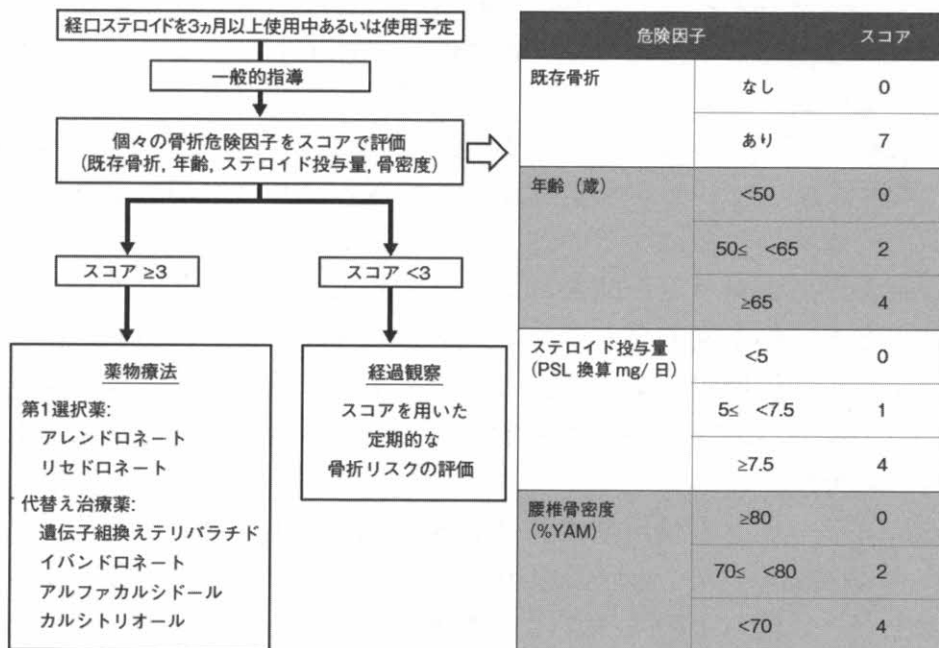 経口ステロイドを3ヵ月以上使用中あるいは使用予定
一般的指導
個々の骨折危険因子をスコアで評価
(既存骨折, 年齢, ステロイド投与量, 骨密度)
スコア ≥3
スコア <3
薬物療法
第1選択薬:
アレンドロネート
リセドロネート
代替え治療薬:
遺伝子組換えテリパラチド
イバンドロネート
アルファカルシドール
カルシトリオール
経過観察
スコアを用いた
定期的な
骨折リスクの評価
危険因子 スコア
既存骨折 なし 0
あり 7
年齢 (歳) <50 0
50≤ <65 2
≥65 4
ステロイド投与量 <5 0
(PSL 換算 mg/ 日)
5≤ <7.5 1
≥7.5 4
腰椎骨密度 ≥80 0
(%YAM)
70≤ <80 2
<70 4